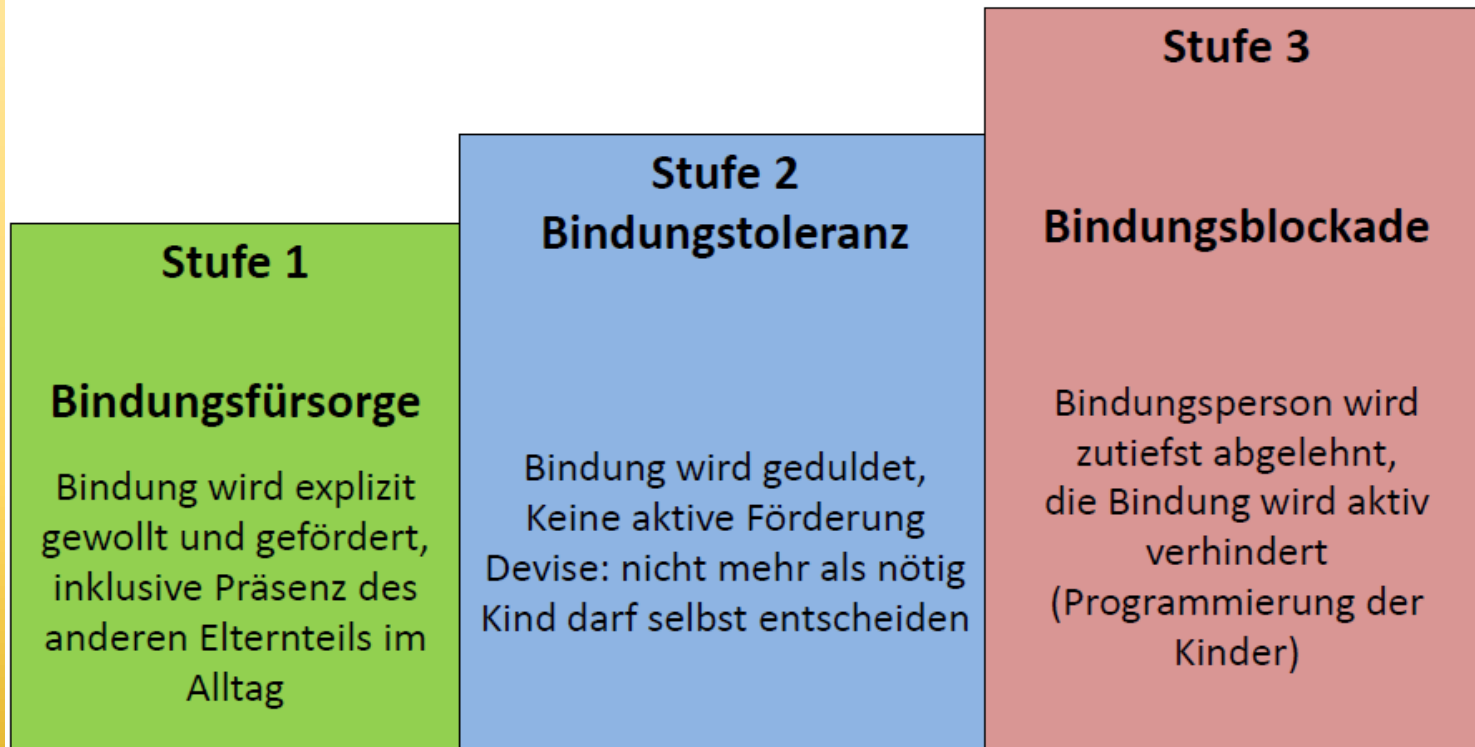 Stufe 1
Bindungsfürsorge
Bindung wird explizit
gewollt und gefördert,
inklusive Präsenz des
anderen Elternteils im
Alltag
Stufe 2
Bindungstoleranz
Bindung wird geduldet,
Keine aktive Förderung
Devise: nicht mehr als nötig
Kind darf selbst entscheiden
Stufe 3
Bindungsblockade
Bindungsperson wird
zutiefst abgelehnt,
die Bindung wird aktiv
verhindert
(Programmierung der
Kinder)